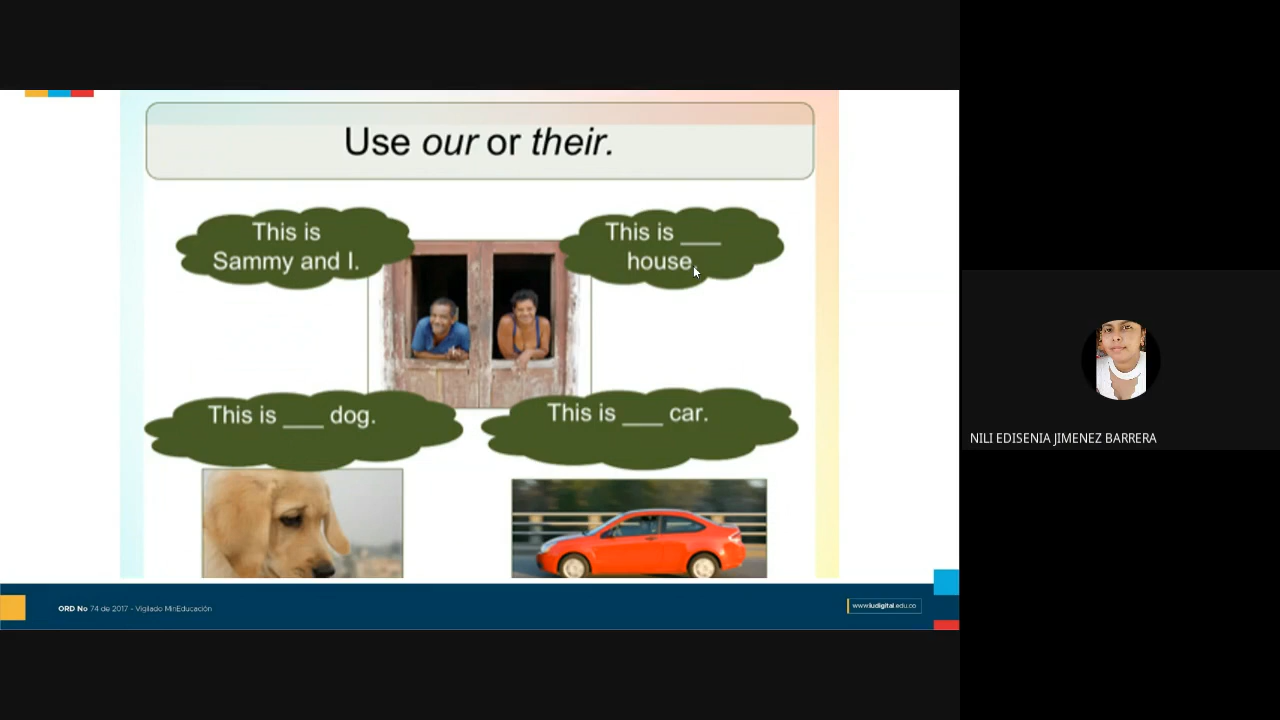 Use our or their.
This is
Sammy and I.
This is ___
house.
This is ___ dog.
This is ___ car.
NILI EDISENIA JIMENEZ BARRERA
ORD No 74 de 2017 - Vigilado MinEducación
www.iudigital.edu.co